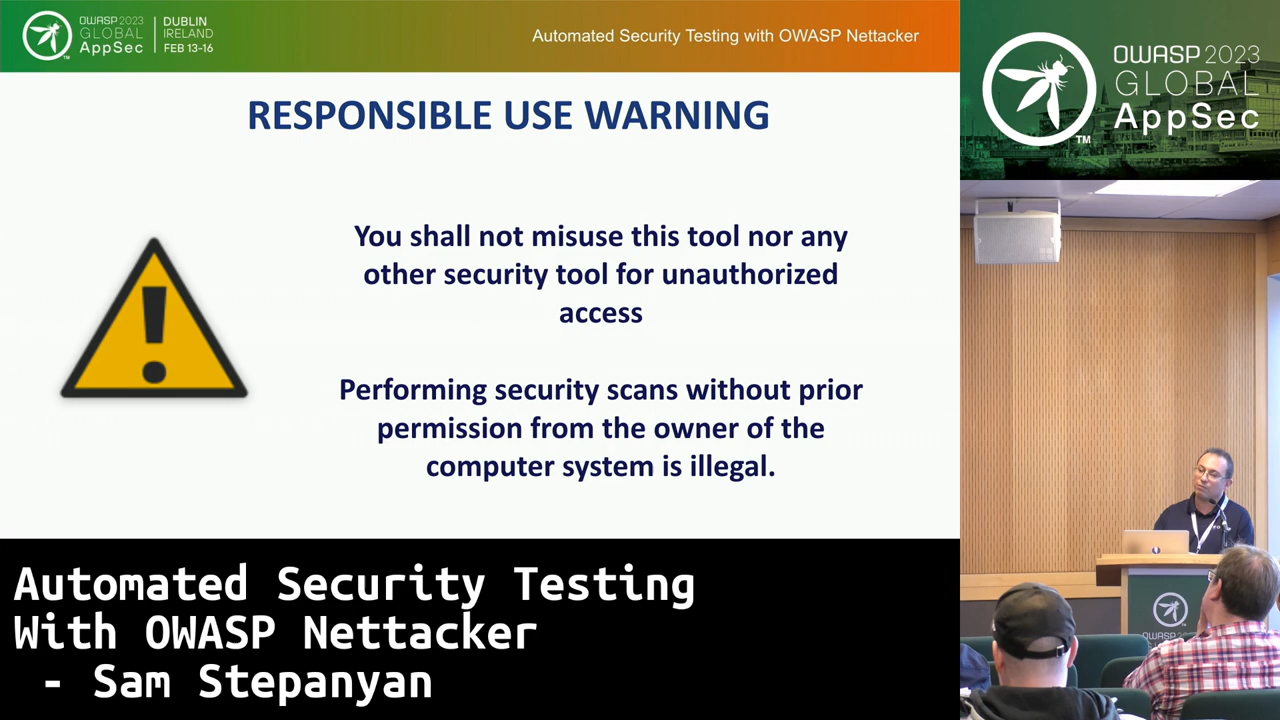 OWASP 2023
GLOBAL
AppSec
TM
DUBLIN
IRELAND
FEB 13-16
Automated Security Testing with OWASP Nettacker
RESPONSIBLE USE WARNING
You shall not misuse this tool nor any
other security tool for unauthorized
access
Performing security scans without prior
permission from the owner of the
computer system is illegal.
Automated Security Testing
With OWASP Nettacker
- Sam Stepanyan
OWASP 2023
GLOBAL
AppSec
TM